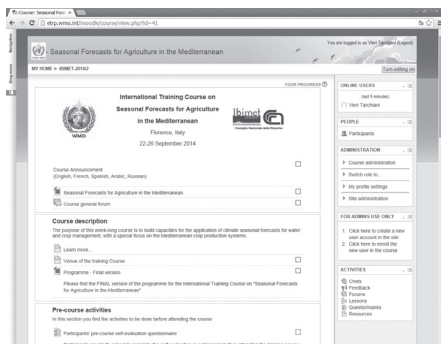 Course: Seasonal Fore
etrp.wmo.int/moodle/course/view.php?id=41
Navigation
Blog menu
Seasonal Forecasts for Agriculture in the Mediterranean
You are logged in as Vieri Tarchiani (Logout)
MY HOME ► IBIMET-2014/2
Turn editing on
YOUR PROGRESS
International Training Course on
Seasonal Forecasts for Agriculture
in the Mediterranean
Florence, Italy
22-26 September 2014
WMO
Ibimet
Consiglio Nazionale delle Ricerche
Course Announcement
(English, French, Spanish, Arabic, Russian)
Seasonal Forecasts for Agriculture in the Mediterranean
Course general forum
Course description
The purpose of this week-long course is to build capacities for the application of climate seasonal forecasts for water
and crop management, with a special focus on the Mediterranean crop production systems.
Learn more...
Venue of the training Course
Programme - Final version
Please find the final version of the programme for the International Training Course on "Seasonal Forecasts
for Agriculture in the Mediterranean"
Pre-course activities
In this section you find the activities to be done before attending the course
Participants' pre-course self-evaluation questionnaire
ONLINE USERS
(last 5 minutes)
Vieri Tarchiani
PEOPLE
Participants
ADMINISTRATION
Course administration
Switch role to...
My profile settings
Site administration
FOR ADMINS USE ONLY
1. Click here to create a new
user account in the site
2. Click here to enroll the
new user in the course
ACTIVITIES
Chats
Feedback
Forums
Lessons
Questionnaires
Resources